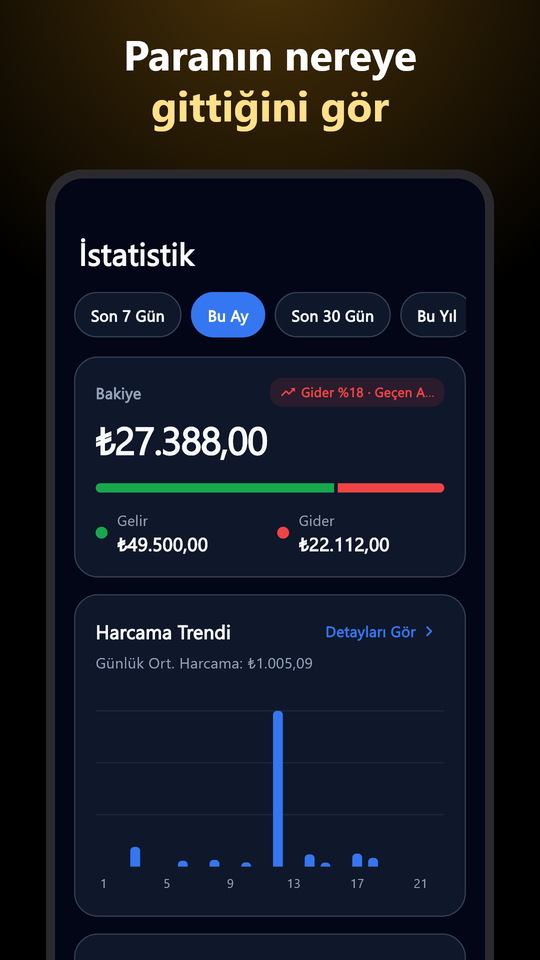 Paranın nereye
gittiğini gör
İstatistik
Son 7 Gün
Bu Ay
Son 30 Gün
Bu Yıl
Bakiye
Gider %18 · Geçen A...
₺27.388,00
Gelir
₺49.500,00
Gider
₺22.112,00
Harcama Trendi
Detayları Gör
Günlük Ort. Harcama: ₺1.005,09
1 5 9 13 17 21